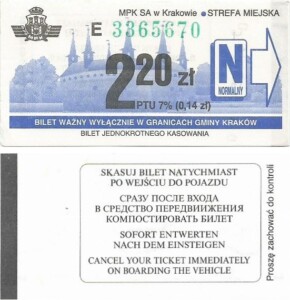 MPK SA w Krakowie • STREFA MIEJSKA
E 3365670
2²⁰ zł
N
NORMALNY
PTU 7% (0,14 zł)
BILET WAŻNY WYŁĄCZNIE W GRANICACH GMINY KRAKÓW
BILET JEDNOKROTNEGO KASOWANIA
SKASUJ BILET NATYCHMIAST
PO WEJŚCIU DO POJAZDU
СРАЗУ ПОСЛЕ ВХОДА
В СРЕДСТВО ПЕРЕДВИЖЕНИЯ
КОМПОСТИРОВАТЬ БИЛЕТ
SOFORT ENTWERTEN
NACH DEM EINSTEIGEN
CANCEL YOUR TICKET IMMEDIATELY
ON BOARDING THE VEHICLE
Proszę zachować do kontroli